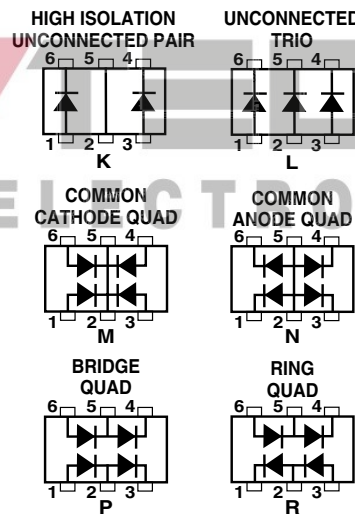 HIGH ISOLATION
UNCONNECTED PAIR
6 5 4
1 2 3
K
UNCONNECTED
TRIO
6 5 4
1 2 3
L
ELECTRO
COMMON
CATHODE QUAD
6 5 4
1 2 3
M
COMMON
ANODE QUAD
6 5 4
1 2 3
N
BRIDGE
QUAD
6 5 4
1 2 3
P
RING
QUAD
6 5 4
1 2 3
R